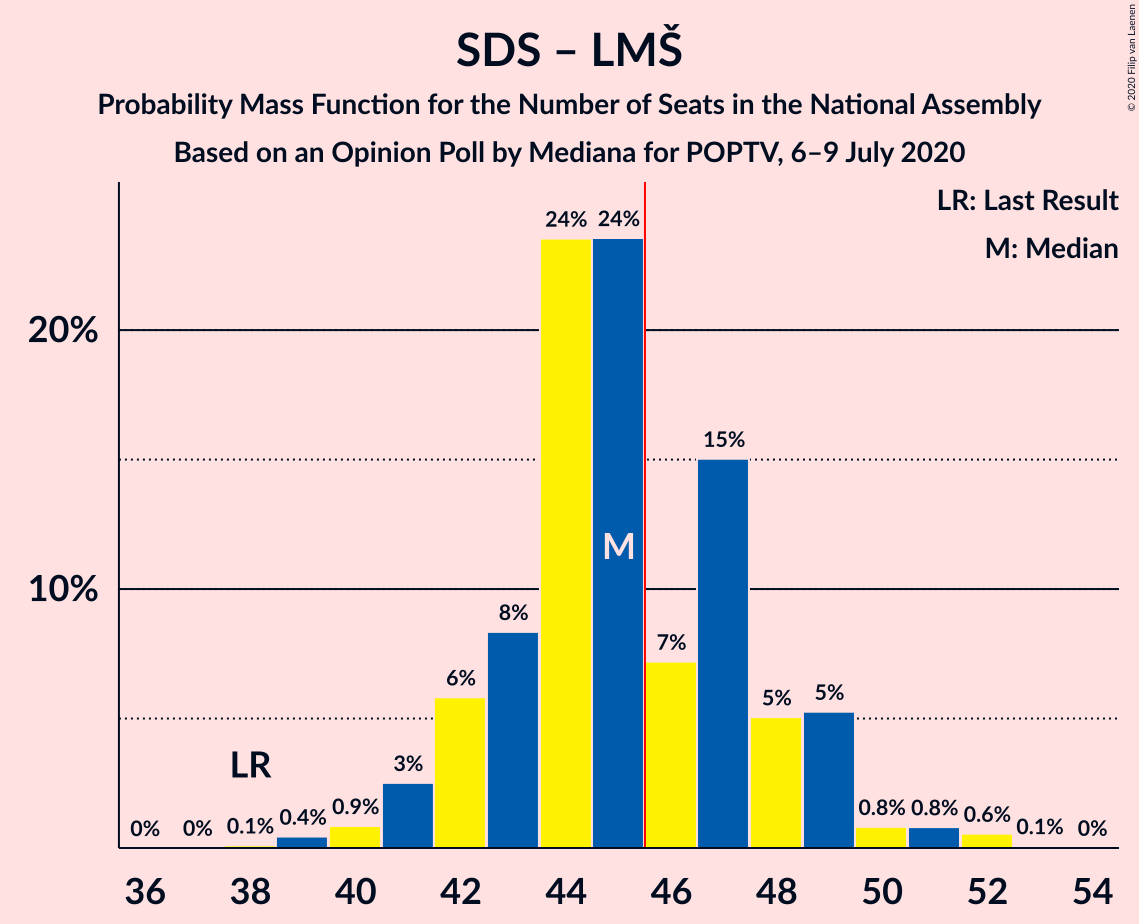 SDS – LMŠ
Probability Mass Function for the Number of Seats in the National Assembly
Based on an Opinion Poll by Mediana for POPTV, 6–9 July 2020
© 2020 Filip van Laenen
LR: Last Result
M: Median
24% 24%
20%
15%
M
10%
8%
7%
6%
5% 5%
LR
3%
0% 0% 0.1% 0.4% 0.9% 0.8% 0.8% 0.6% 0.1% 0%
36 38 40 42 44 46 48 50 52 54